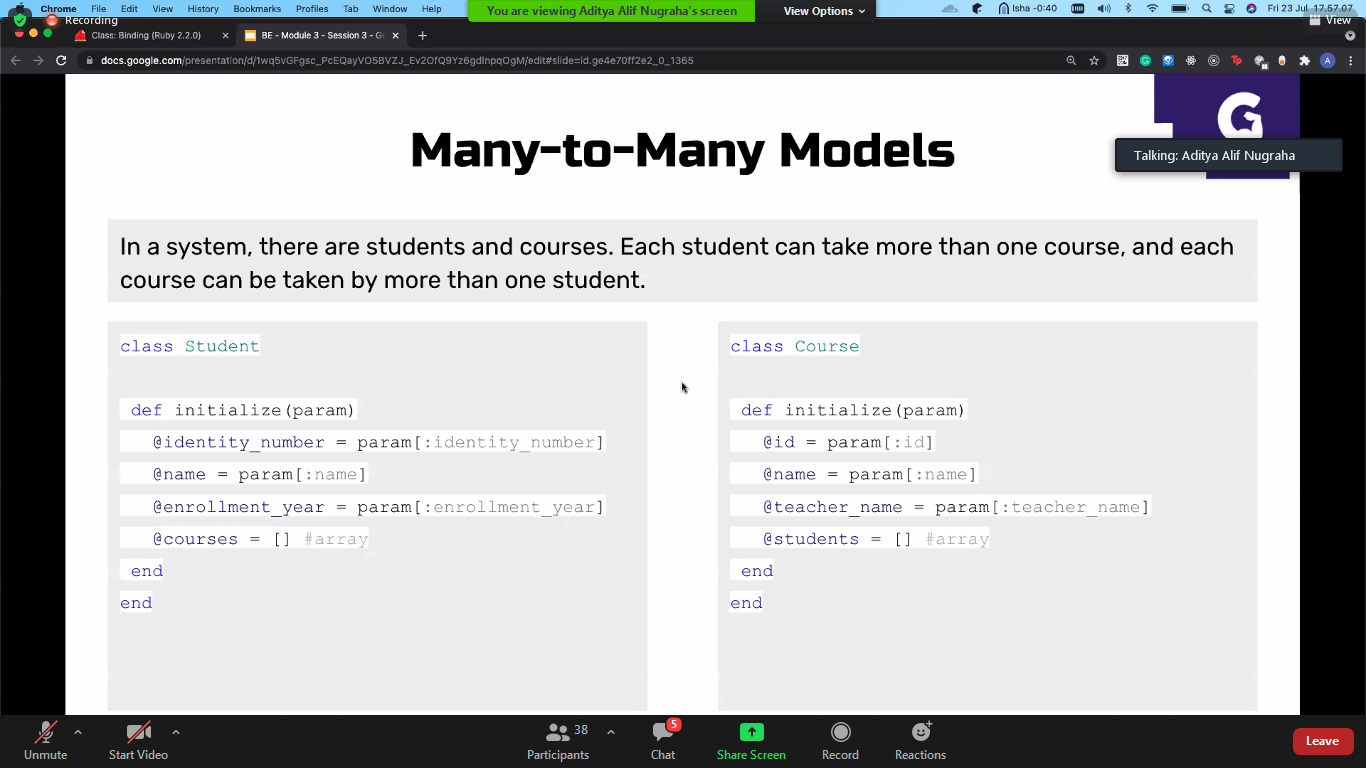 Chrome File Edit View History Bookmarks Profiles Tab Window Help
You are viewing Aditya Alif Nugraha's screen
View Options
Isha -0:40
Fri 23 Jul 17.57.07
Recording
View
Class: Binding (Ruby 2.2.0)
BE - Module 3 - Session 3 - Go
docs.google.com/presentation/d/1wq5vGFgsc_PcEQayVO5BVZJ_Ev2OfQ9Yz6gdInpqOgM/edit#slide=id.ge4e70ff2e2_0_1365
G
Many-to-Many Models
Talking: Aditya Alif Nugraha
In a system, there are students and courses. Each student can take more than one course, and each
course can be taken by more than one student.
class Student
def initialize(param)
@identity_number = param[:identity_number]
@name = param[:name]
@enrollment_year = param[:enrollment_year]
@courses = [] #array
end
end
class Course
def initialize(param)
@id = param[:id]
@name = param[:name]
@teacher_name = param[:teacher_name]
@students = [] #array
end
end
Unmute
Start Video
Participants
38
Chat
5
Share Screen
Record
Reactions
Leave